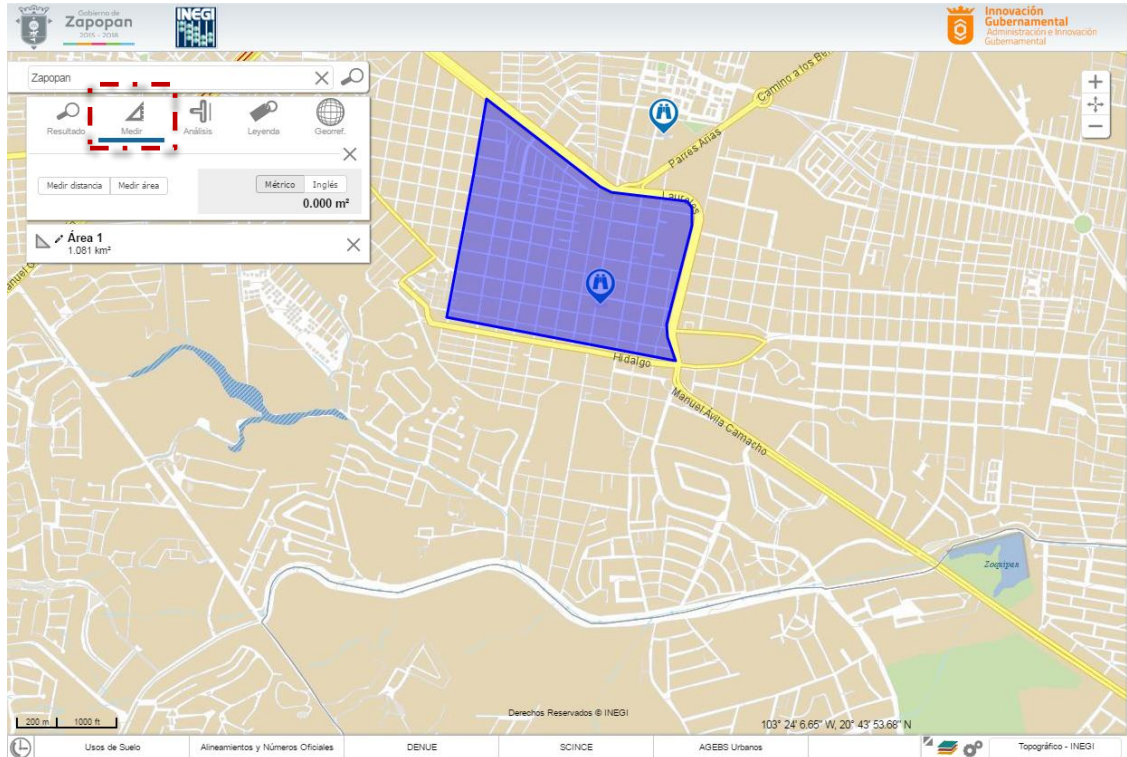 Gobierno de
Zapopan
2015 - 2018
INEGI
Innovación
Gubernamental
Administración e Innovación
Gubernamental
Zapopan
Resultado
Medir
Análisis
Leyenda
Georref.
Medir distancia
Medir área
Métrico
Inglés
0.000 m²
Área 1
1.081 km²
Camino a los
Parres Arias
Laureles
Hidalgo
Manuel Avila Camacho
Zoquipan
200 m
1000 ft
Derechos Reservados © INEGI
103° 24' 6.65" W, 20° 43' 53.68" N
Usos de Suelo
Alineamientos y Números Oficiales
DENUE
SCINCE
AGEBS Urbanos
Topográfico - INEGI